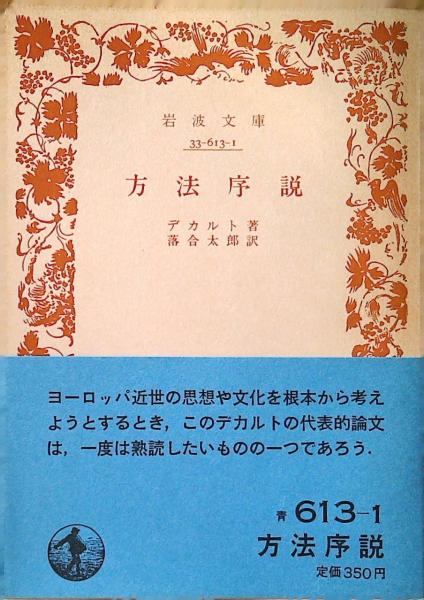 岩波文庫
33-613-1
方法序説
デカルト著
落合太郎訳
ヨーロッパ近世の思想や文化を根本から考え
ようとするとき，このデカルトの代表的論文
は，一度は熟読したいものの一つであろう．
青 613-1
方法序説
定価350円